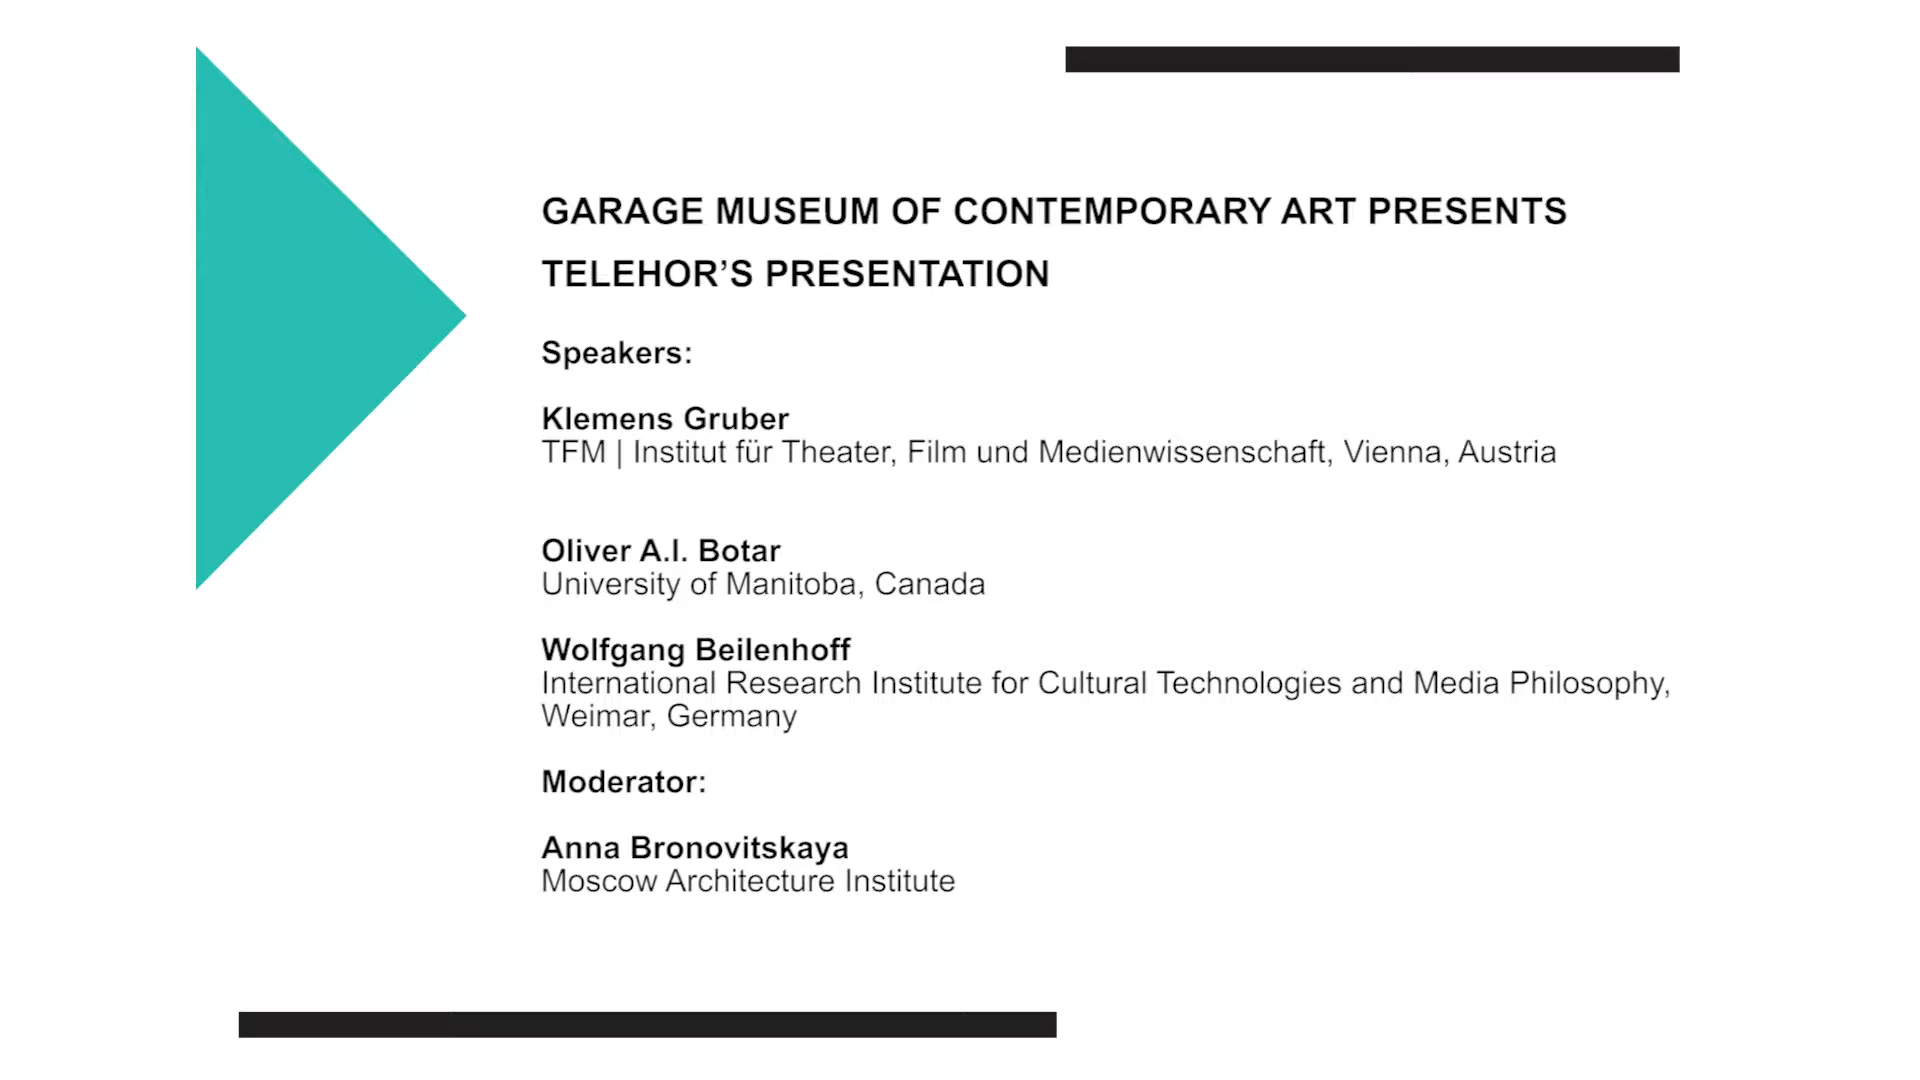 GARAGE MUSEUM OF CONTEMPORARY ART PRESENTS
TELEHOR’S PRESENTATION
Speakers:
Klemens Gruber
TFM | Institut für Theater, Film und Medienwissenschaft, Vienna, Austria
Oliver A.I. Botar
University of Manitoba, Canada
Wolfgang Beilenhoff
International Research Institute for Cultural Technologies and Media Philosophy,
Weimar, Germany
Moderator:
Anna Bronovitskaya
Moscow Architecture Institute